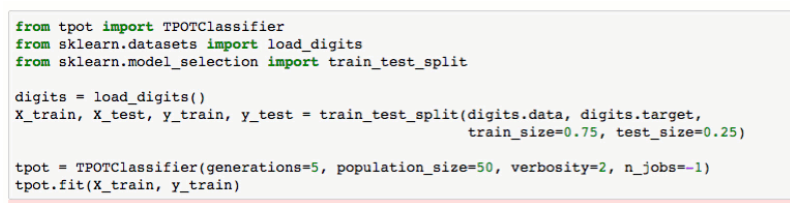 from tpot import TPOTClassifier
from sklearn.datasets import load_digits
from sklearn.model_selection import train_test_split
digits = load_digits()
X_train, X_test, y_train, y_test = train_test_split(digits.data, digits.target,
train_size=0.75, test_size=0.25)
tpot = TPOTClassifier(generations=5, population_size=50, verbosity=2, n_jobs=-1)
tpot.fit(X_train, y_train)